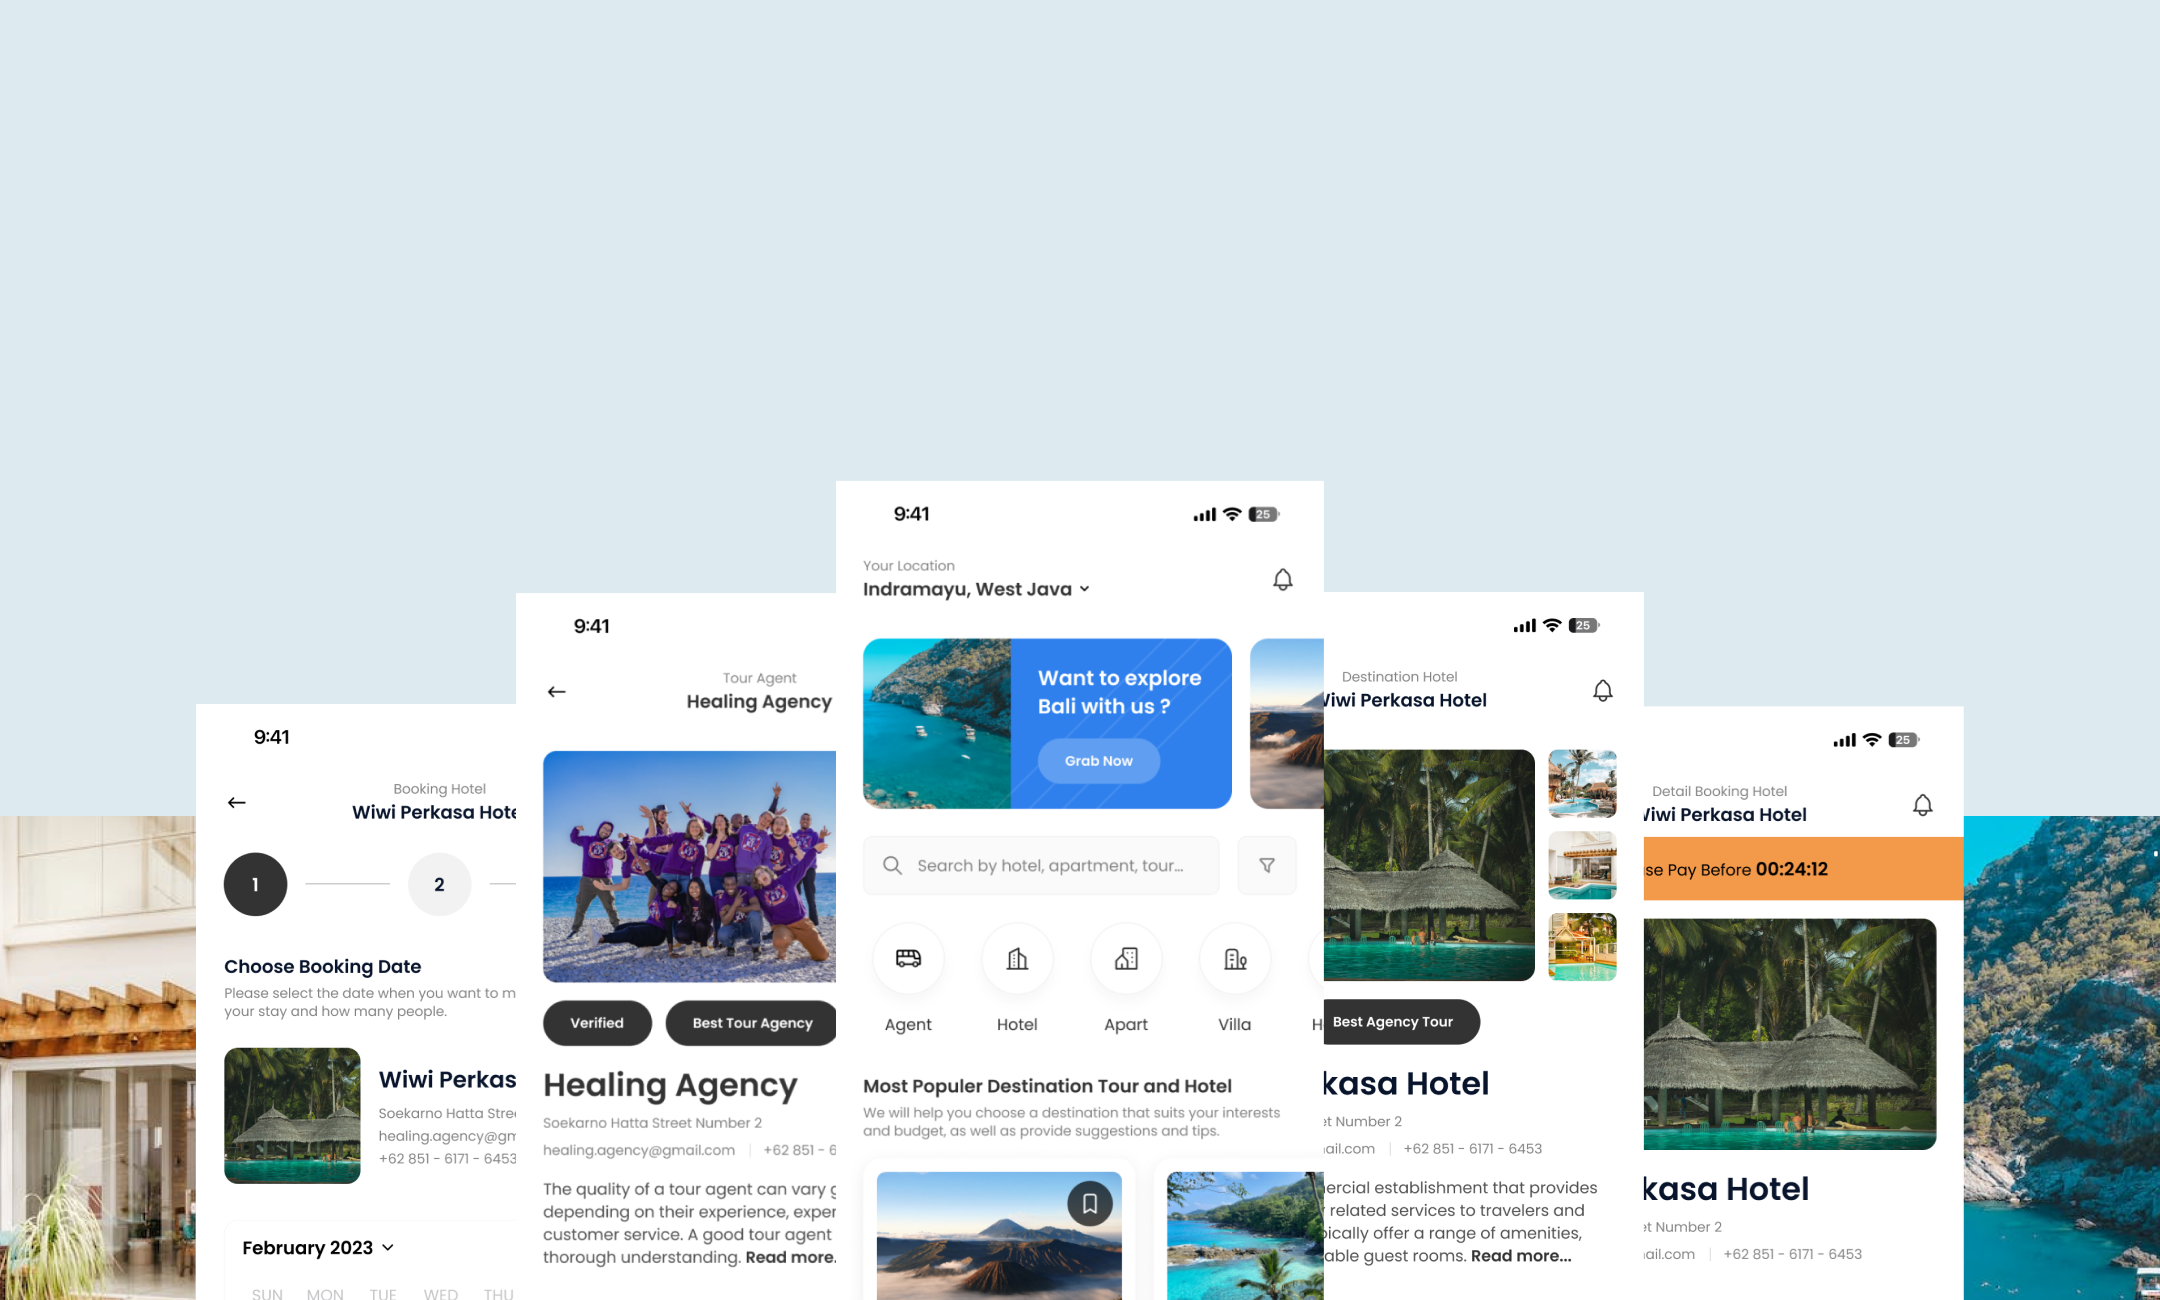 9:41
Booking Hotel
Wiwi Perkasa Hote
1
2
Choose Booking Date
Please select the date when you want to m
your stay and how many people.
Wiwi Perkas
Soekarno Hatta Stree
healing.agency@gm
+62 851 - 6171 - 6453
February 2023
SUN MON TUE WED THU
9:41
Tour Agent
Healing Agency
Verified
Best Tour Agency
Healing Agency
Soekarno Hatta Street Number 2
healing.agency@gmail.com
+62 851 - 6
The quality of a tour agent can vary g
depending on their experience, exper
customer service. A good tour agent
thorough understanding. Read more.
9:41
25
Your Location
Indramayu, West Java
Want to explore
Bali with us ?
Grab Now
Search by hotel, apartment, tour...
Agent
Hotel
Apart
Villa
H
Most Populer Destination Tour and Hotel
We will help you choose a destination that suits your interests
and budget, as well as provide suggestions and tips.
25
Destination Hotel
Wiwi Perkasa Hotel
Best Agency Tour
kasa Hotel
et Number 2
ail.com
+62 851 - 6171 - 6453
ercial establishment that provides
related services to travelers and
ically offer a range of amenities,
able guest rooms. Read more...
25
Detail Booking Hotel
Wiwi Perkasa Hotel
se Pay Before 00:24:12
kasa Hotel
et Number 2
ail.com
+62 851 - 6171 - 6453